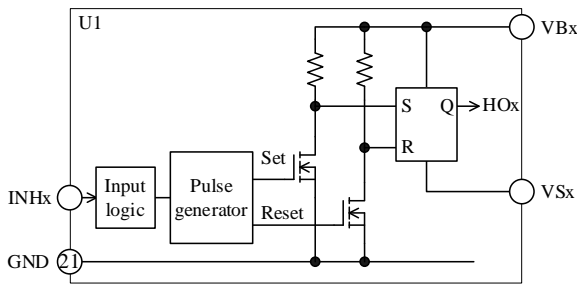 U1
VBx
S
Q
HOx
R
Set
INHx
Input
logic
Pulse
generator
Reset
VSx
GND
21